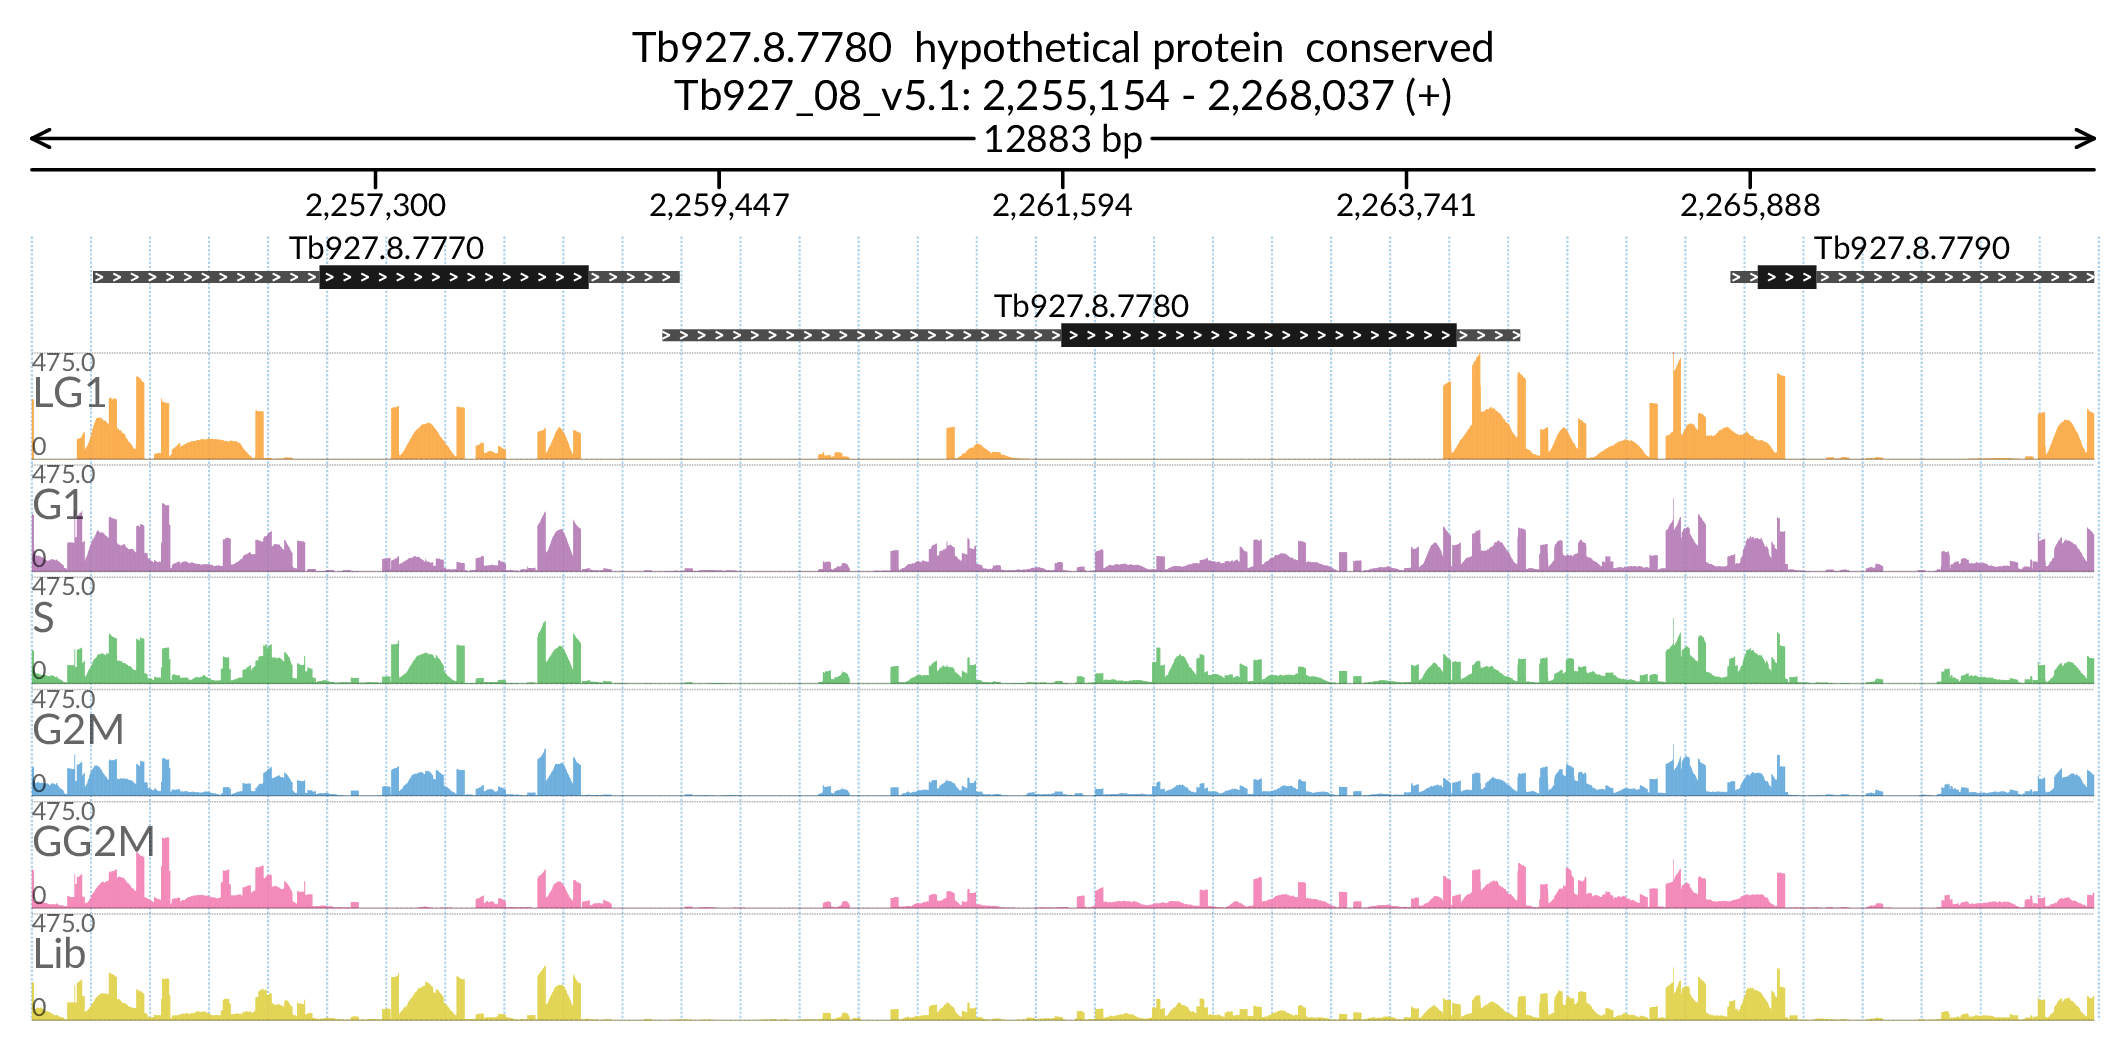 Tb927.8.7780 hypothetical protein conserved
Tb927_08_v5.1: 2,255,154 - 2,268,037 (+)
12883 bp
2,257,300 2,259,447 2,261,594 2,263,741 2,265,888
Tb927.8.7770 Tb927.8.7790
Tb927.8.7780
475.0
LG1
0
475.0
G1
0
475.0
S
0
475.0
G2M
0
475.0
GG2M
0
475.0
Lib
0